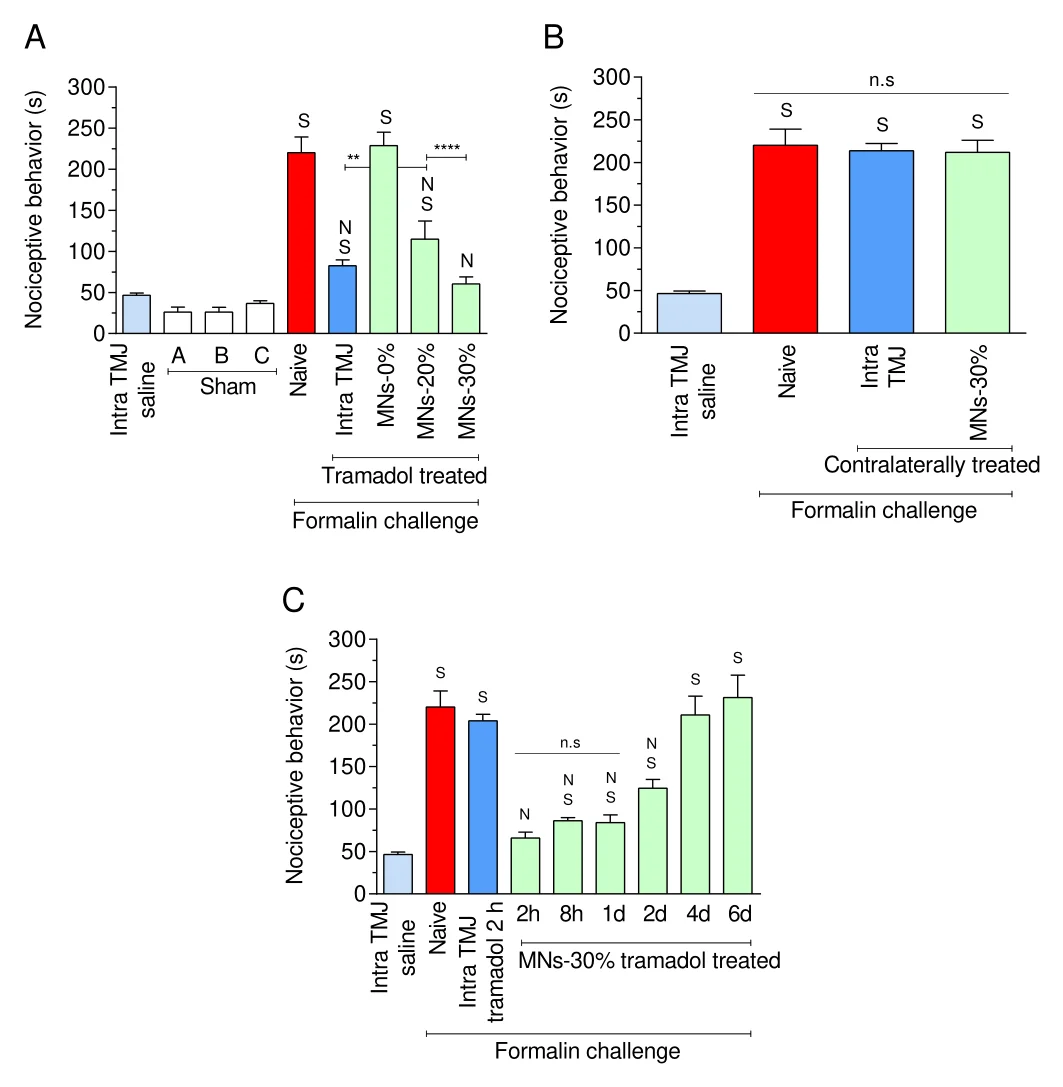 A
Nociceptive behavior (s)
300
250
200
150
100
50
0
S
S
**
****
N
S
N
S
N
Intra TMJ
saline
A B C
Sham
Naive
Intra TMJ
MNs-0%
MNs-20%
MNs-30%
Tramadol treated
Formalin challenge
B
Nociceptive behavior (s)
300
250
200
150
100
50
0
n.s
S
S
S
Intra TMJ
saline
Naive
Intra
TMJ
MNs-30%
Contralaterally treated
Formalin challenge
C
Nociceptive behavior (s)
300
250
200
150
100
50
0
S
S
n.s
N
N
S
N
S
N
S
S
S
Intra TMJ
saline
Naive
Intra TMJ
tramadol 2 h
2h 8h 1d 2d 4d 6d
MNs-30% tramadol treated
Formalin challenge